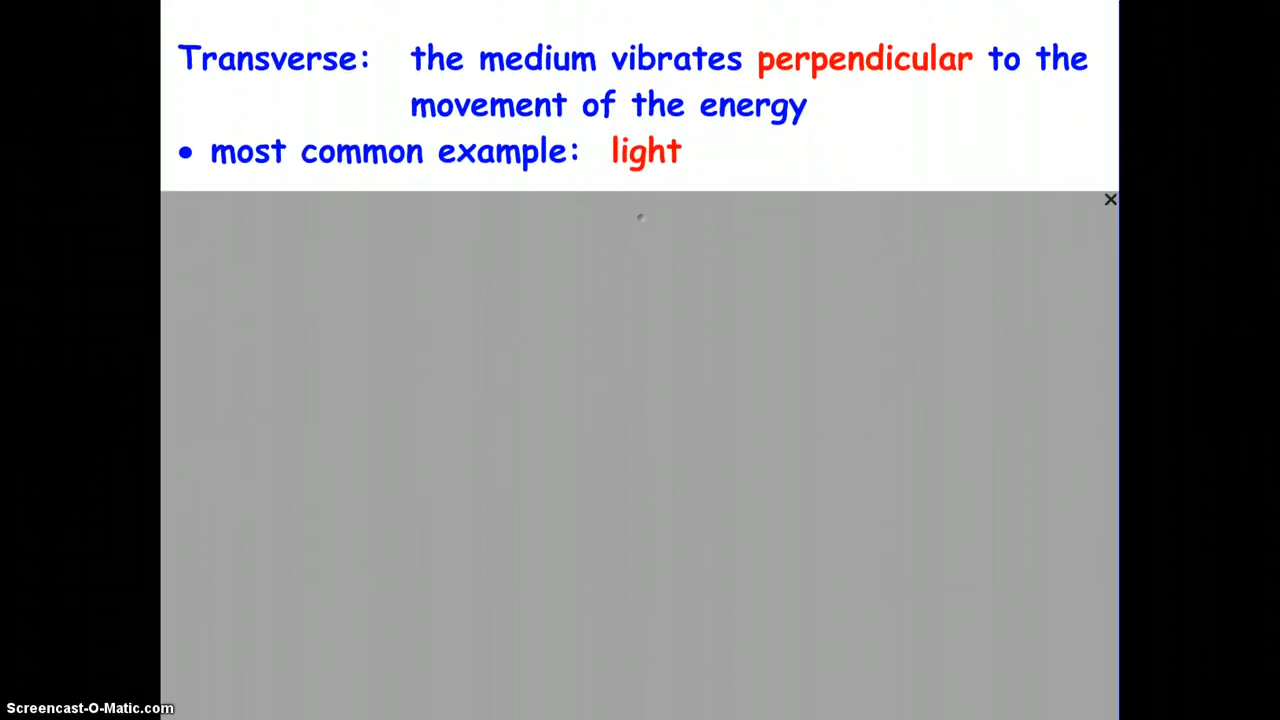 Transverse: the medium vibrates perpendicular to the
movement of the energy
• most common example: light
Screencast-O-Matic.com